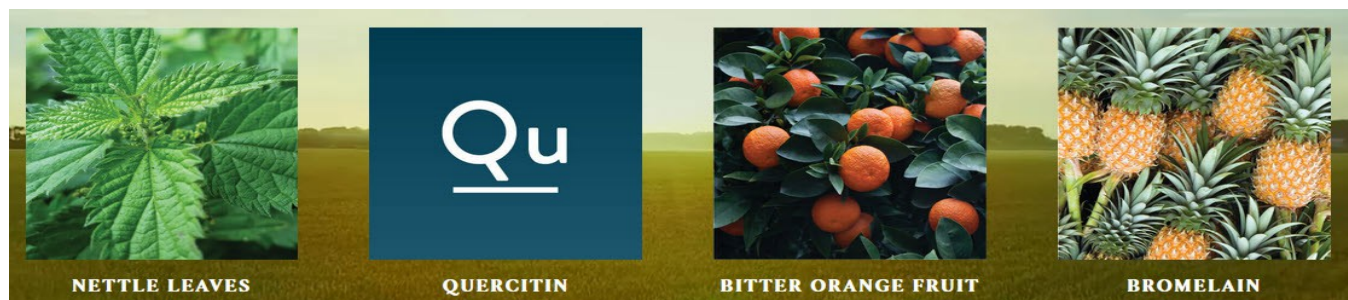 Qu
NETTLE LEAVES
QUERCITIN
BITTER ORANGE FRUIT
BROMELAIN